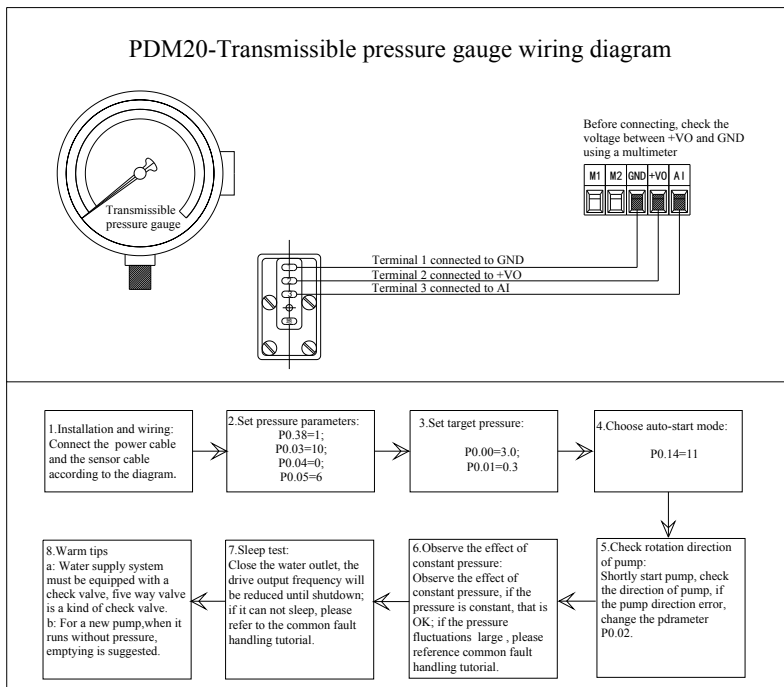 PDM20-Transmissible pressure gauge wiring diagram
Transmissible
pressure gauge
Before connecting, check the
voltage between +VO and GND
using a multimeter
M1 M2 GND +VO AI
Terminal 1 connected to GND
Terminal 2 connected to +VO
Terminal 3 connected to AI
2
3
1.Installation and wiring:
Connect the power cable
and the sensor cable
according to the diagram.
2.Set pressure parameters:
P0.38=1;
P0.03=10;
P0.04=0;
P0.05=6
3.Set target pressure:
P0.00=3.0;
P0.01=0.3
4.Choose auto-start mode:
P0.14=11
5.Check rotation direction
of pump:
Shortly start pump, check
the direction of pump, if
the pump direction error,
change the pdrameter
P0.02.
6.Observe the effect of
constant pressure:
Observe the effect of
constant pressure, if the
pressure is constant, that is
OK; if the pressure
fluctuations large , please
reference common fault
handling tutorial.
7.Sleep test:
Close the water outlet, the
drive output frequency will
be reduced until shutdown;
if it can not sleep, please
refer to the common fault
handling tutorial.
8.Warm tips
a: Water supply system
must be equipped with a
check valve, five way valve
is a kind of check valve.
b: For a new pump,when it
runs without pressure,
emptying is suggested.